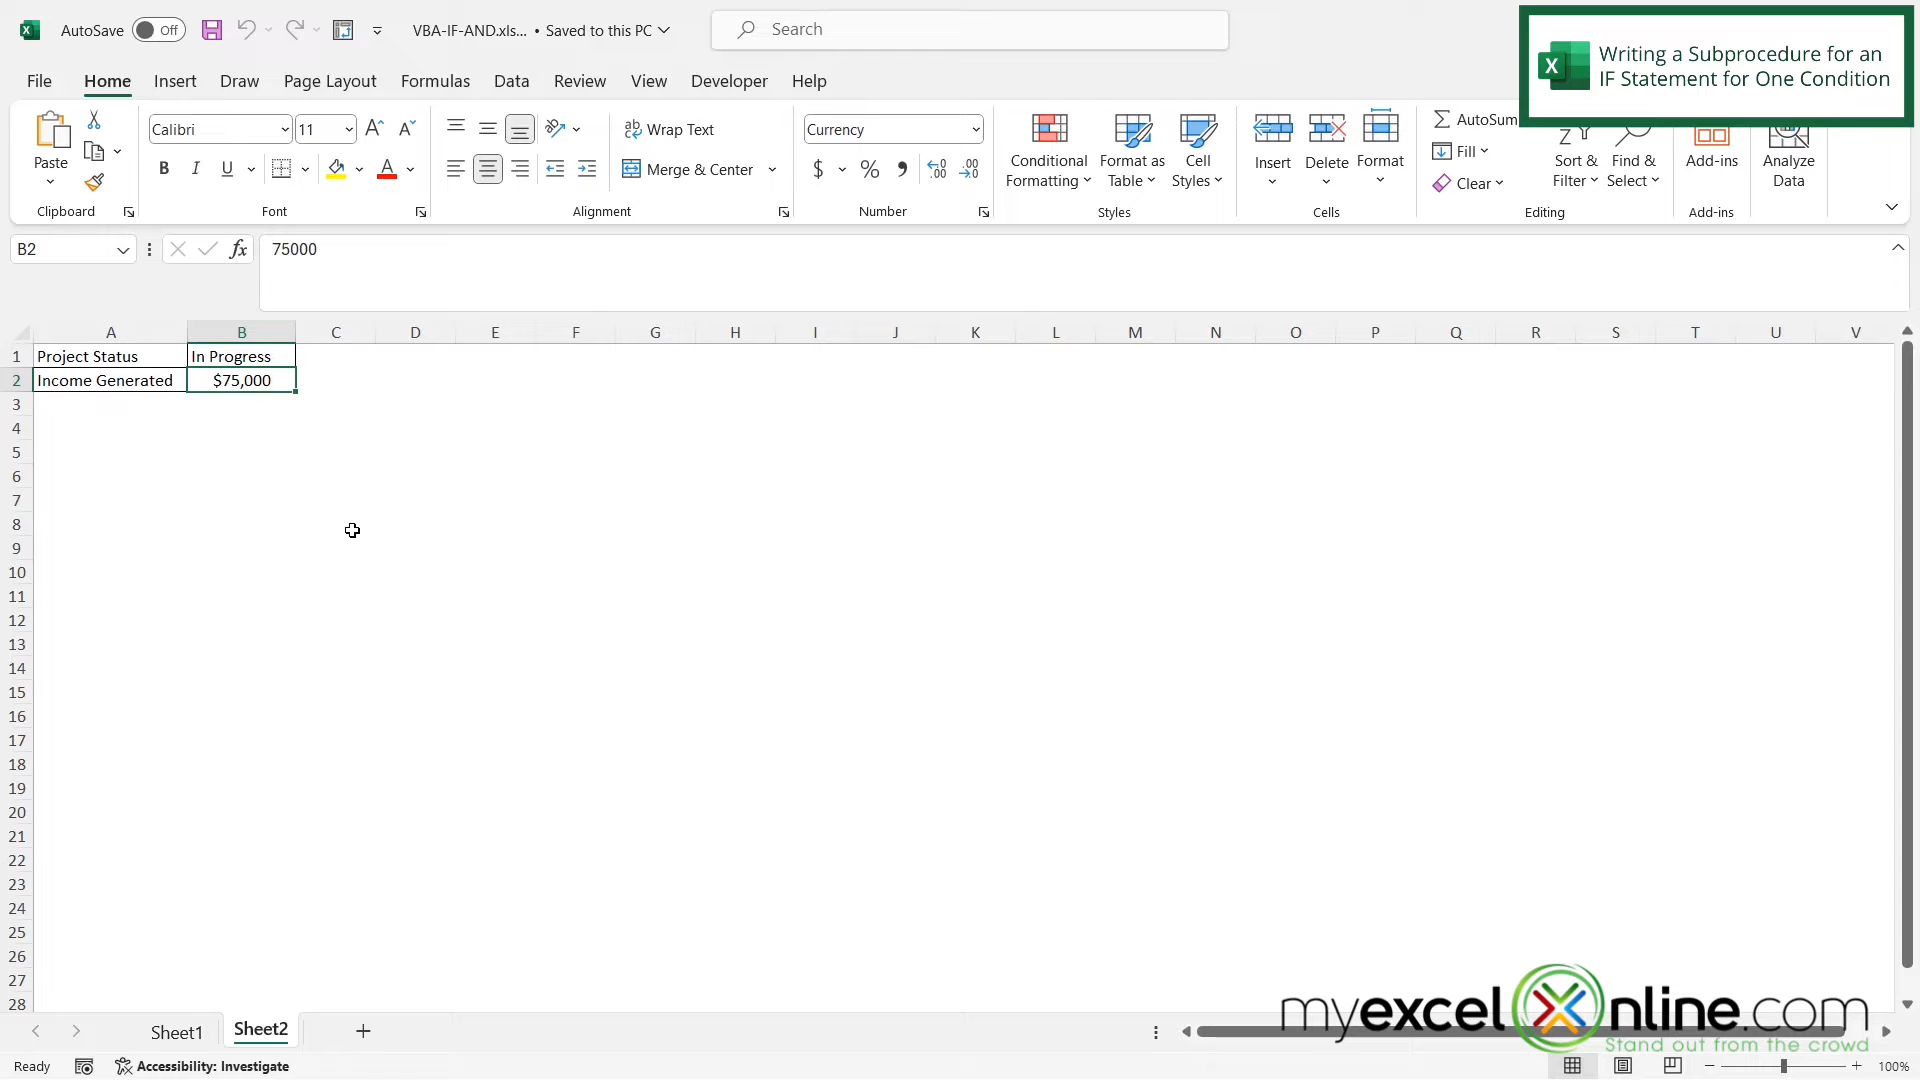 AutoSave Off VBA-IF-AND.xls... • Saved to this PC Search
Writing a Subprocedure for an
IF Statement for One Condition
File Home Insert Draw Page Layout Formulas Data Review View Developer Help
Paste
Calibri 11
B I U
Wrap Text
Merge & Center
Currency
$ % ,
Conditional
Formatting
Format as
Table
Cell
Styles
Insert Delete Format
AutoSum
Fill
Clear
Sort &
Filter
Find &
Select
Add-ins
Analyze
Data
Clipboard Font Alignment Number Styles Cells Editing Add-ins
B2 fx 75000
A B C D E F G H I J K L M N O P Q R S T U V
1 Project Status In Progress
2 Income Generated $75,000
3
4
5
6
7
8
9
10
11
12
13
14
15
16
17
18
19
20
21
22
23
24
25
26
27
28
myexcelonline.com
Stand out from the crowd
Sheet1 Sheet2
Ready Accessibility: Investigate 100%